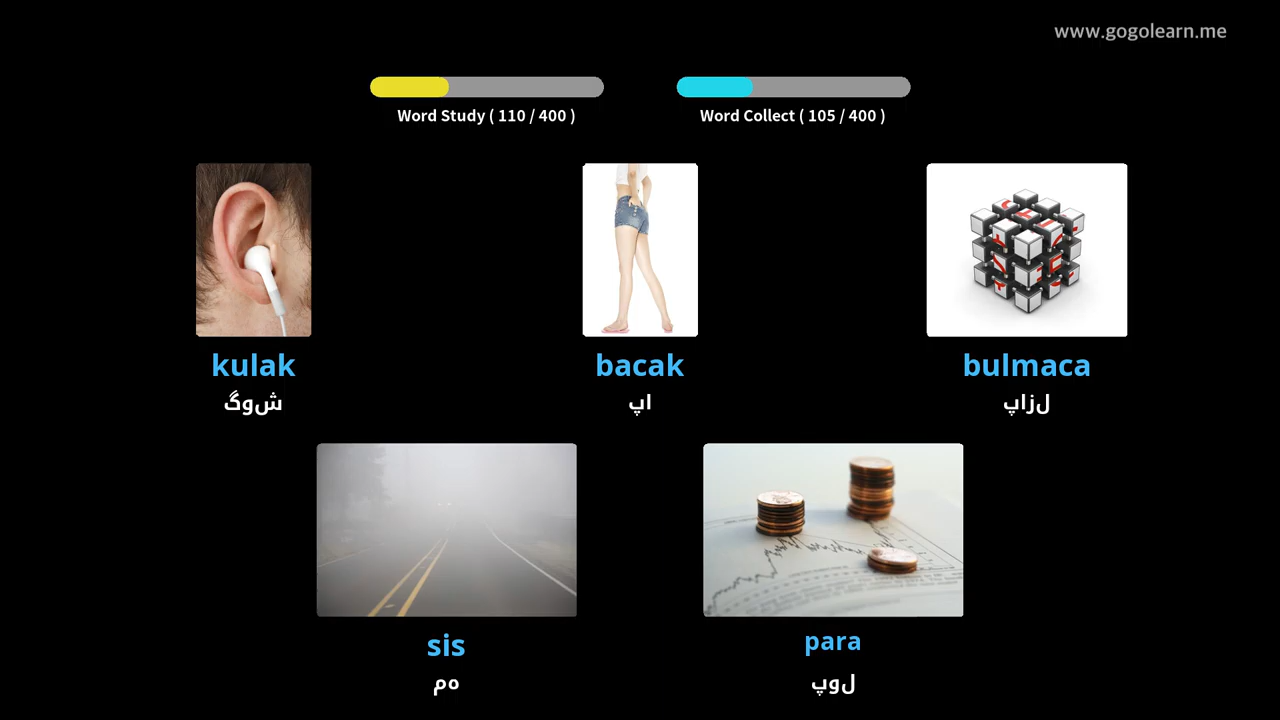 www.gogolearn.me
Word Study ( 110 / 400 )
Word Collect ( 105 / 400 )
kulak
bacak
bulmaca
شوگ
اپ
لزاپ
sis
para
هم
لوپ